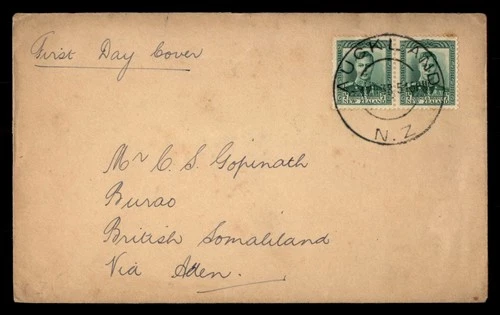 First Day Cover
AUCKLAND
N.Z
NEW ZEALAND NEW ZEALAND
Mr C. S. Gopinath
Burao
British Somaliland
Via Aden.